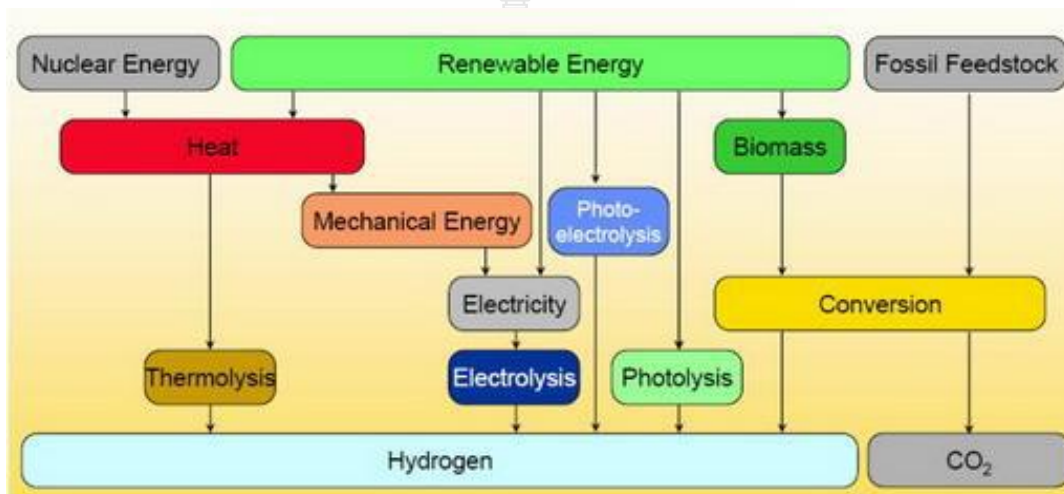 Nuclear Energy
Renewable Energy
Fossil Feedstock
Heat
Biomass
Mechanical Energy
Photo-
electrolysis
Electricity
Conversion
Thermolysis
Electrolysis
Photolysis
Hydrogen
CO₂